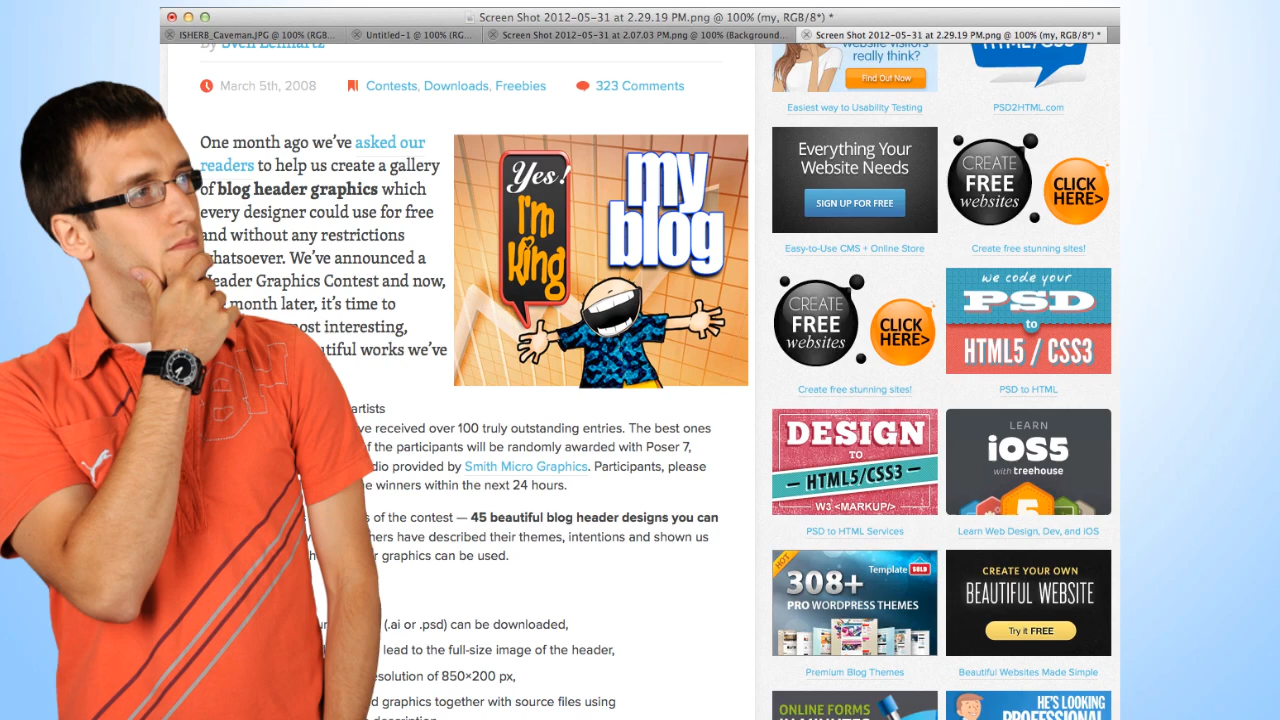 Screen Shot 2012-05-31 at 2.29.19 PM.png @ 100% (my, RGB/8*) *
ISHERB_Caveman.JPG @ 100% (RGB...
Untitled-1 @ 100% (RG...
Screen Shot 2012-05-31 at 2.07.03 PM.png @ 100% (Background...
Screen Shot 2012-05-31 at 2.29.19 PM.png @ 100% (my, RGB/8*) *
By Sven Lennartz
March 5th, 2008
Contests, Downloads, Freebies
323 Comments
One month ago we've asked our
readers to help us create a gallery
of blog header graphics which
every designer could use for free
and without any restrictions
whatsoever. We've announced a
Header Graphics Contest and now,
month later, it's time to
most interesting,
we've
Yes!
I'm
King
my
blog
artists
received over 100 truly outstanding entries. The best ones
of the participants will be randomly awarded with Poser 7,
provided by Smith Micro Graphics. Participants, please
winners within the next 24 hours.
of the contest — 45 beautiful blog header designs you can
have described their themes, intentions and shown us
graphics can be used.
(.ai or .psd) can be downloaded,
lead to the full-size image of the header,
of 850×200 px,
graphics together with source files using
website visitors
really think?
Find Out Now
Easiest way to Usability Testing
HTML/CSS
PSD2HTML.com
Everything Your
Website Needs
SIGN UP FOR FREE
Easy-to-Use CMS + Online Store
CREATE
FREE
websites
CLICK
HERE>
Create free stunning sites!
CREATE
FREE
websites
CLICK
HERE>
Create free stunning sites!
we code your
PSD
to
HTML5 / CSS3
PSD to HTML
DESIGN
TO
HTML5/CSS3
W3 <MARKUP/>
PSD to HTML Services
LEARN
iOS5
with treehouse
5
Learn Web Design, Dev, and iOS
HOT
308+
Template SOLD
PRO WORDPRESS THEMES
Premium Blog Themes
CREATE YOUR OWN
BEAUTIFUL WEBSITE
Try it FREE
Beautiful Websites Made Simple
ONLINE FORMS
IN MINUTES
HE'S LOOKING
PROFESSIONAL